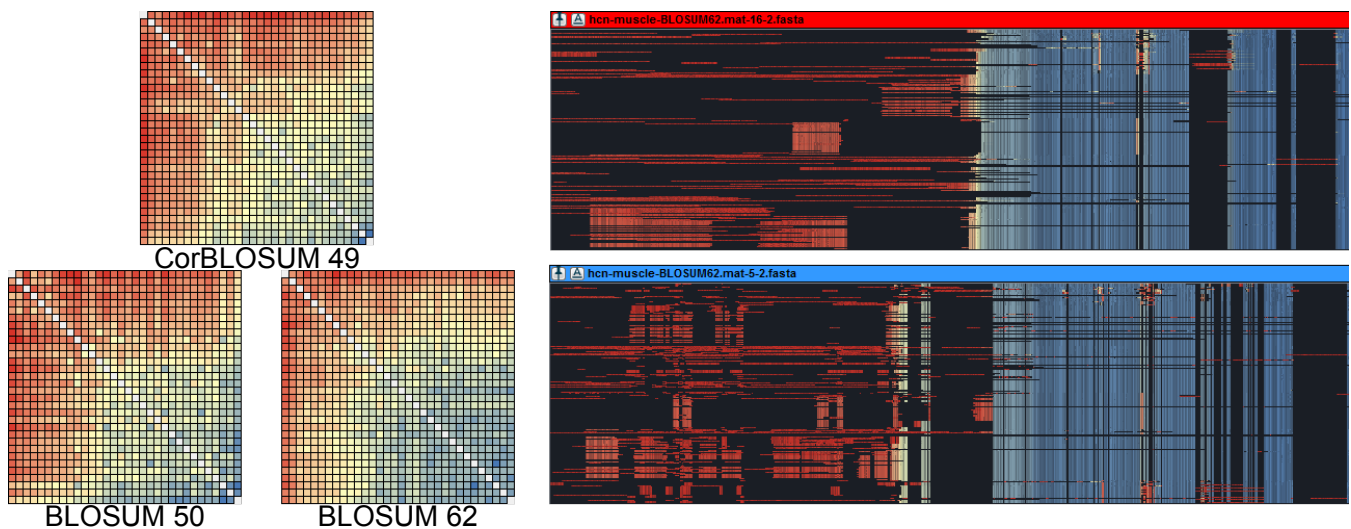 hcn-muscle-BLOSUM62.mat-16-2.fasta
CorBLOSUM 49
hcn-muscle-BLOSUM62.mat-5-2.fasta
BLOSUM 50
BLOSUM 62